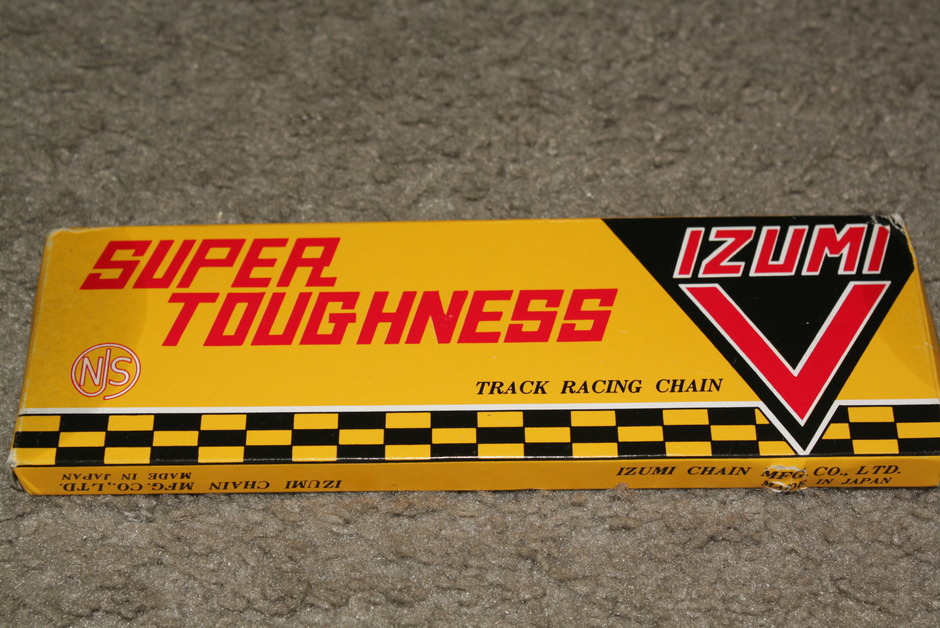 SUPER
TOUGHNESS
IZUMI
NJS
TRACK RACING CHAIN
IZUMI CHAIN MFG. CO., LTD.
MADE IN JAPAN
IZUMI CHAIN MFG. CO., LTD.
MADE IN JAPAN